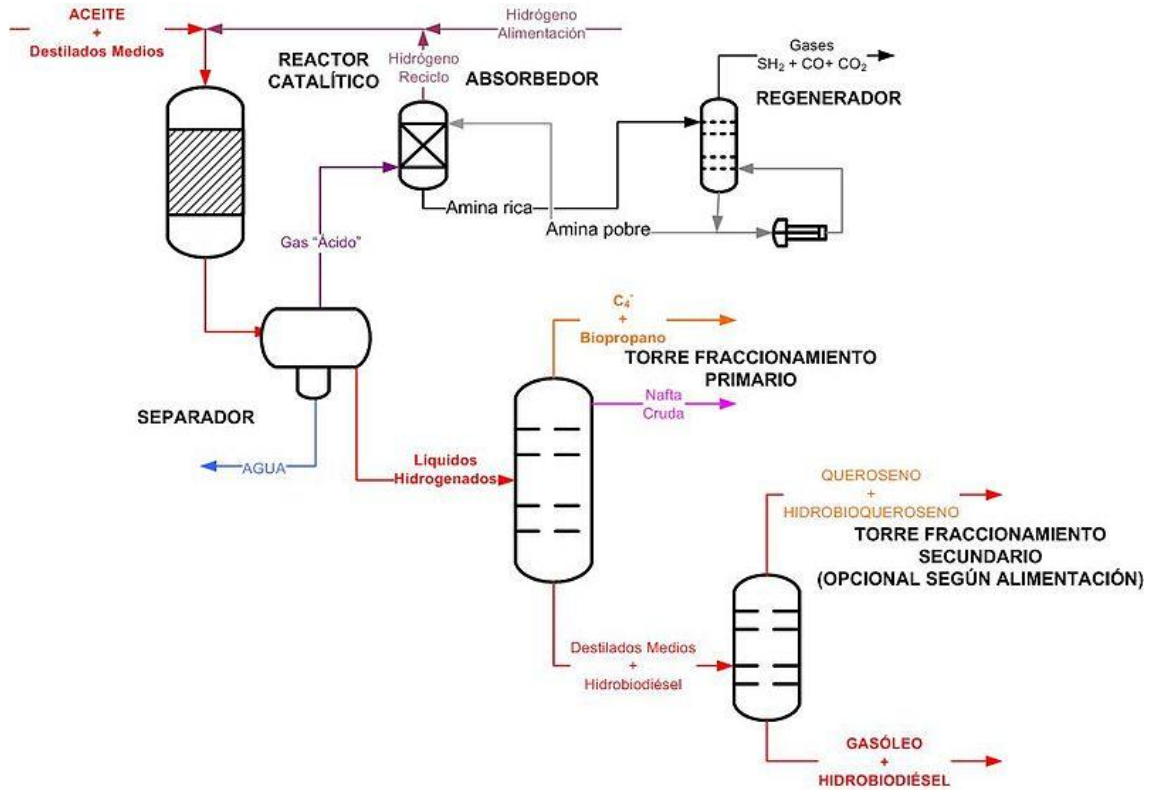 ACEITE
+
Destilados Medios
Hidrógeno
Alimentación
REACTOR
CATALÍTICO
Hidrógeno
Reciclo
ABSORBEDOR
Gases
SH2 + CO+ CO2
REGENERADOR
Amina rica
Amina pobre
Gas "Ácido"
C4-
+
Biopropano
TORRE FRACCIONAMIENTO
PRIMARIO
Nafta
Cruda
SEPARADOR
AGUA
Líquidos
Hidrogenados
QUEROSENO
+
HIDROBIOQUEROSENO
TORRE FRACCIONAMIENTO
SECUNDARIO
(OPCIONAL SEGÚN ALIMENTACIÓN)
Destilados Medios
+
Hidrobiodiésel
GASÓLEO
+
HIDROBIODIÉSEL